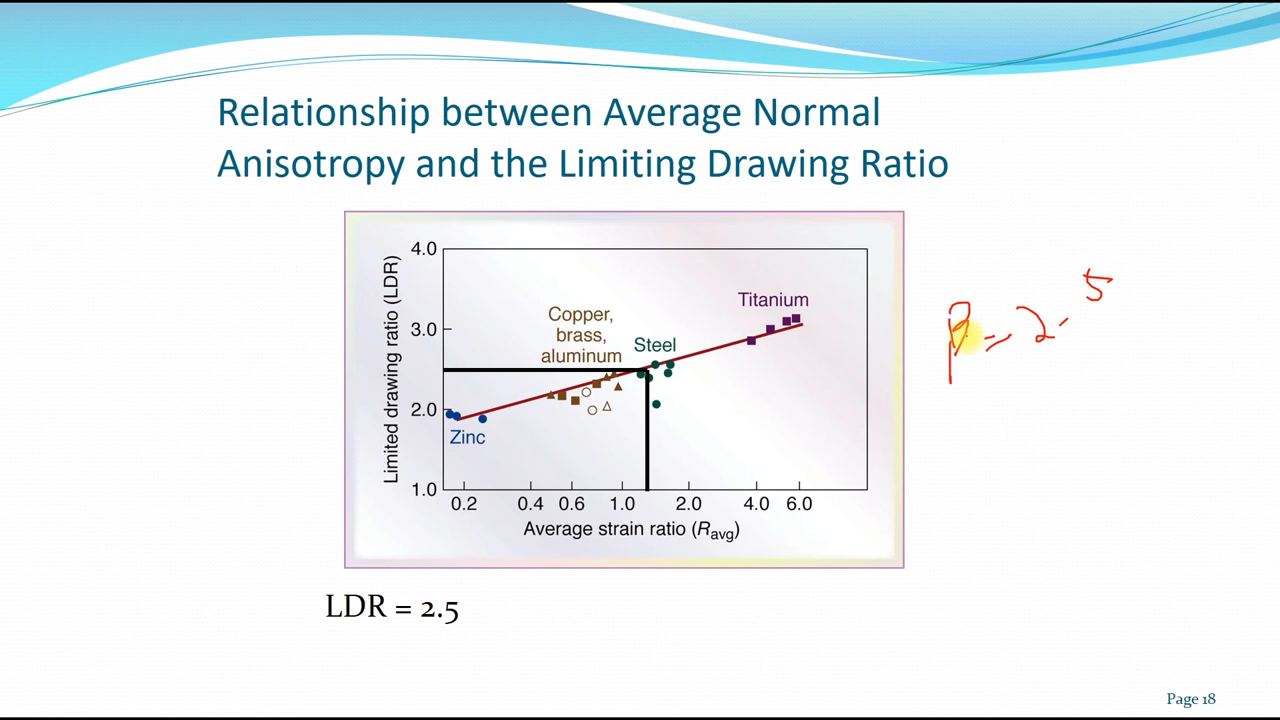 Relationship between Average Normal
Anisotropy and the Limiting Drawing Ratio
Limited drawing ratio (LDR)
4.0
3.0
2.0
1.0
Copper,
brass,
aluminum
Steel
Titanium
Zinc
0.2 0.4 0.6 1.0 2.0 4.0 6.0
Average strain ratio (Ravg)
= 2.5
LDR = 2.5
Page 18